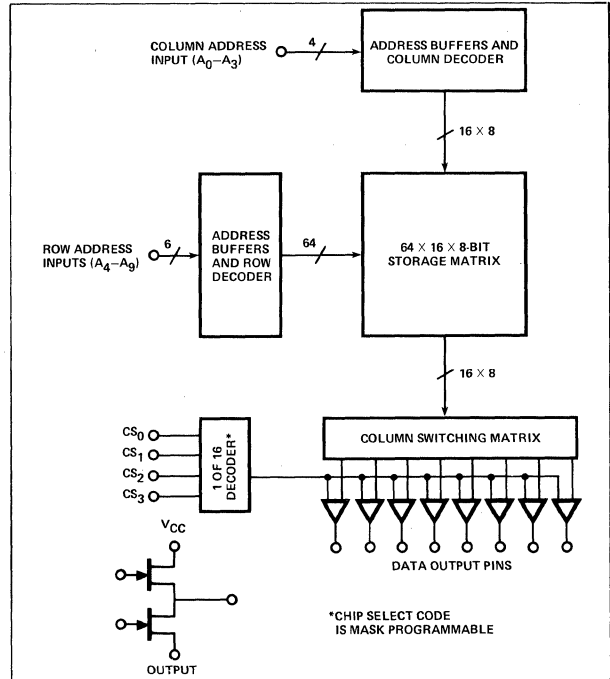 COLUMN ADDRESS
INPUT (A0–A3)
4
ADDRESS BUFFERS AND
COLUMN DECODER
16 X 8
ROW ADDRESS
INPUTS (A4–A9)
6
ADDRESS
BUFFERS
AND ROW
DECODER
64
64 X 16 X 8-BIT
STORAGE MATRIX
16 X 8
COLUMN SWITCHING MATRIX
CS0
CS1
CS2
CS3
1 OF 16
DECODER*
DATA OUTPUT PINS
VCC
OUTPUT
*CHIP SELECT CODE
IS MASK PROGRAMMABLE